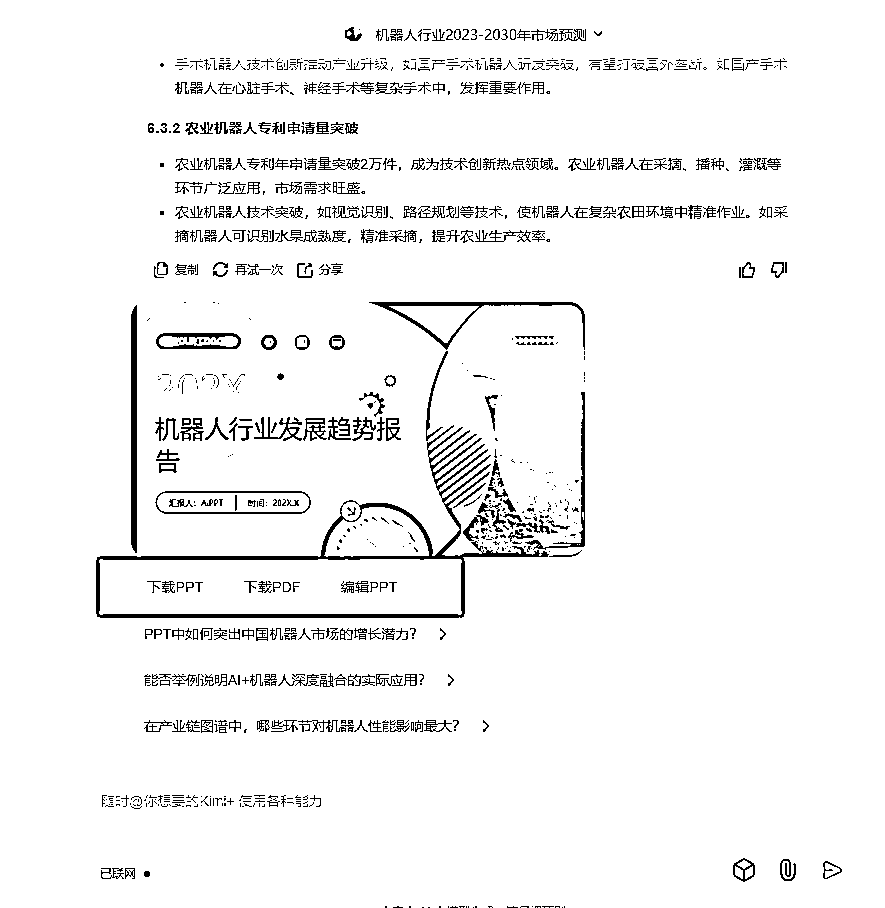 机器人行业2023-2030年市场预测
手术机器人技术创新推动产业升级，如国产手术机器人研发突破，有望打破国外垄断。如国产手术
机器人在心脏手术、神经手术等复杂手术中，发挥重要作用。
6.3.2 农业机器人专利申请量突破
农业机器人专利年申请量突破2万件，成为技术创新热点领域。农业机器人在采摘、播种、灌溉等
环节广泛应用，市场需求旺盛。
农业机器人技术突破，如视觉识别、路径规划等技术，使机器人在复杂农田环境中精准作业。如采
摘机器人可识别水果成熟度，精准采摘，提升农业生产效率。
复制 再试一次 分享
202X
机器人行业发展趋势报
告
汇报人：AiPPT 时间：202X.X
下载PPT 下载PDF 编辑PPT
PPT中如何突出中国机器人市场的增长潜力？
能否举例说明AI+机器人深度融合的实际应用？
在产业链图谱中，哪些环节对机器人性能影响最大？
随时@你想要的Kimi+ 使用各种能力
已联网